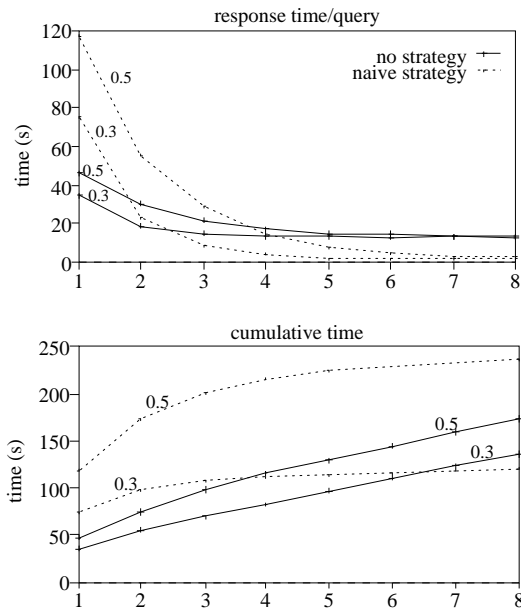 response time/query
120
100
80
60
40
20
0
time (s)
no strategy
naive strategy
0.5
0.3
0.5
0.3
1 2 3 4 5 6 7 8
cumulative time
250
200
150
100
50
0
time (s)
0.5
0.5
0.3
0.3
1 2 3 4 5 6 7 8